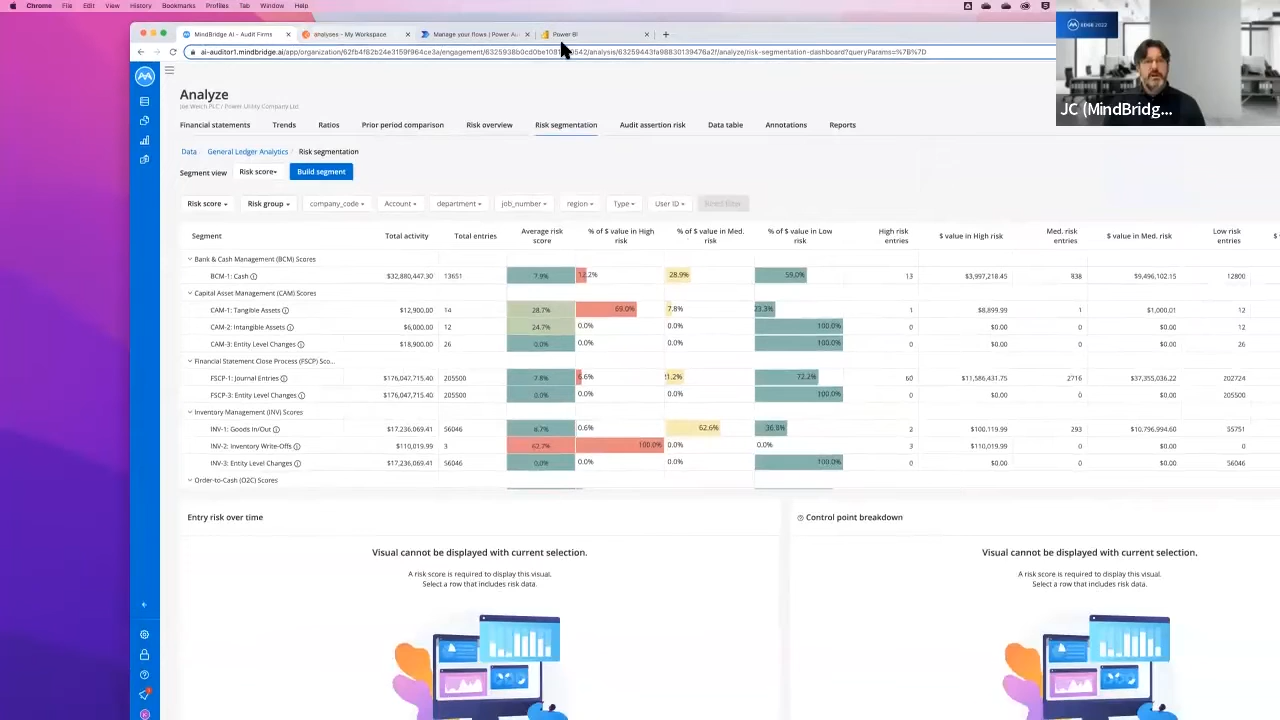 Chrome File Edit View History Bookmarks Profiles Tab Window Help
EDGE 2022
MindBridge AI - Audit Firms analyses - My Workspace Manage your flows | Power Au Power BI
Analyze
Joe Welch PLC / Power Utility Company Ltd.
JC (MindBridg...
Financial statements Trends Ratios Prior period comparison Risk overview Risk segmentation Audit assertion risk Data table Annotations Reports
Data / General Ledger Analytics / Risk segmentation
Segment view Risk score Build segment
Risk score Risk group company_code Account department job_number region Type User ID
Segment Total activity Total entries Average risk score % of $ value in High risk % of $ value in Med. risk % of $ value in Low risk High risk entries $ value in High risk Med. risk entries $ value in Med. risk Low risk entries
Bank & Cash Management (BCM) Scores
BCM-1: Cash $32,880,447.30 13651 7.9% 12.2% 28.9% 59.0% 13 $3,997,218.45 838 $9,496,102.15 12800
Capital Asset Management (CAM) Scores
CAM-1: Tangible Assets $12,900.00 14 28.7% 69.0% 7.8% 23.3% 1 $8,899.99 1 $1,000.01 12
CAM-2: Intangible Assets $6,000.00 12 24.7% 0.0% 0.0% 100.0% 0 $0.00 0 $0.00 12
CAM-3: Entity Level Changes $18,900.00 26 0.0% 0.0% 0.0% 100.0% 0 $0.00 0 $0.00 26
Financial Statement Close Process (FSCP) Sco...
FSCP-1: Journal Entries $176,047,715.40 205500 7.8% 6.6% 21.2% 72.2% 60 $11,586,431.75 2716 $37,355,036.22 202724
FSCP-3: Entity Level Changes $176,047,715.40 205500 0.0% 0.0% 0.0% 100.0% 0 $0.00 0 $0.00 205500
Inventory Management (INV) Scores
INV-1: Goods In/Out $17,236,069.41 56046 0.6% 62.6% 36.8% 2 $100,119.99 293 $10,796,994.60 55751
INV-2: Inventory Write-Offs $110,019.99 3 62.7% 100.0% 0.0% 0.0% 3 $110,019.99 0 $0.00 0
INV-3: Entity Level Changes $17,236,069.41 56046 0.0% 0.0% 0.0% 100.0% 0 $0.00 0 $0.00 56046
Order-to-Cash (O2C) Scores
Entry risk over time Control point breakdown
Visual cannot be displayed with current selection. Visual cannot be displayed with current selection.
A risk score is required to display this visual. A risk score is required to display this visual.
Select a row that includes risk data. Select a row that includes risk data.